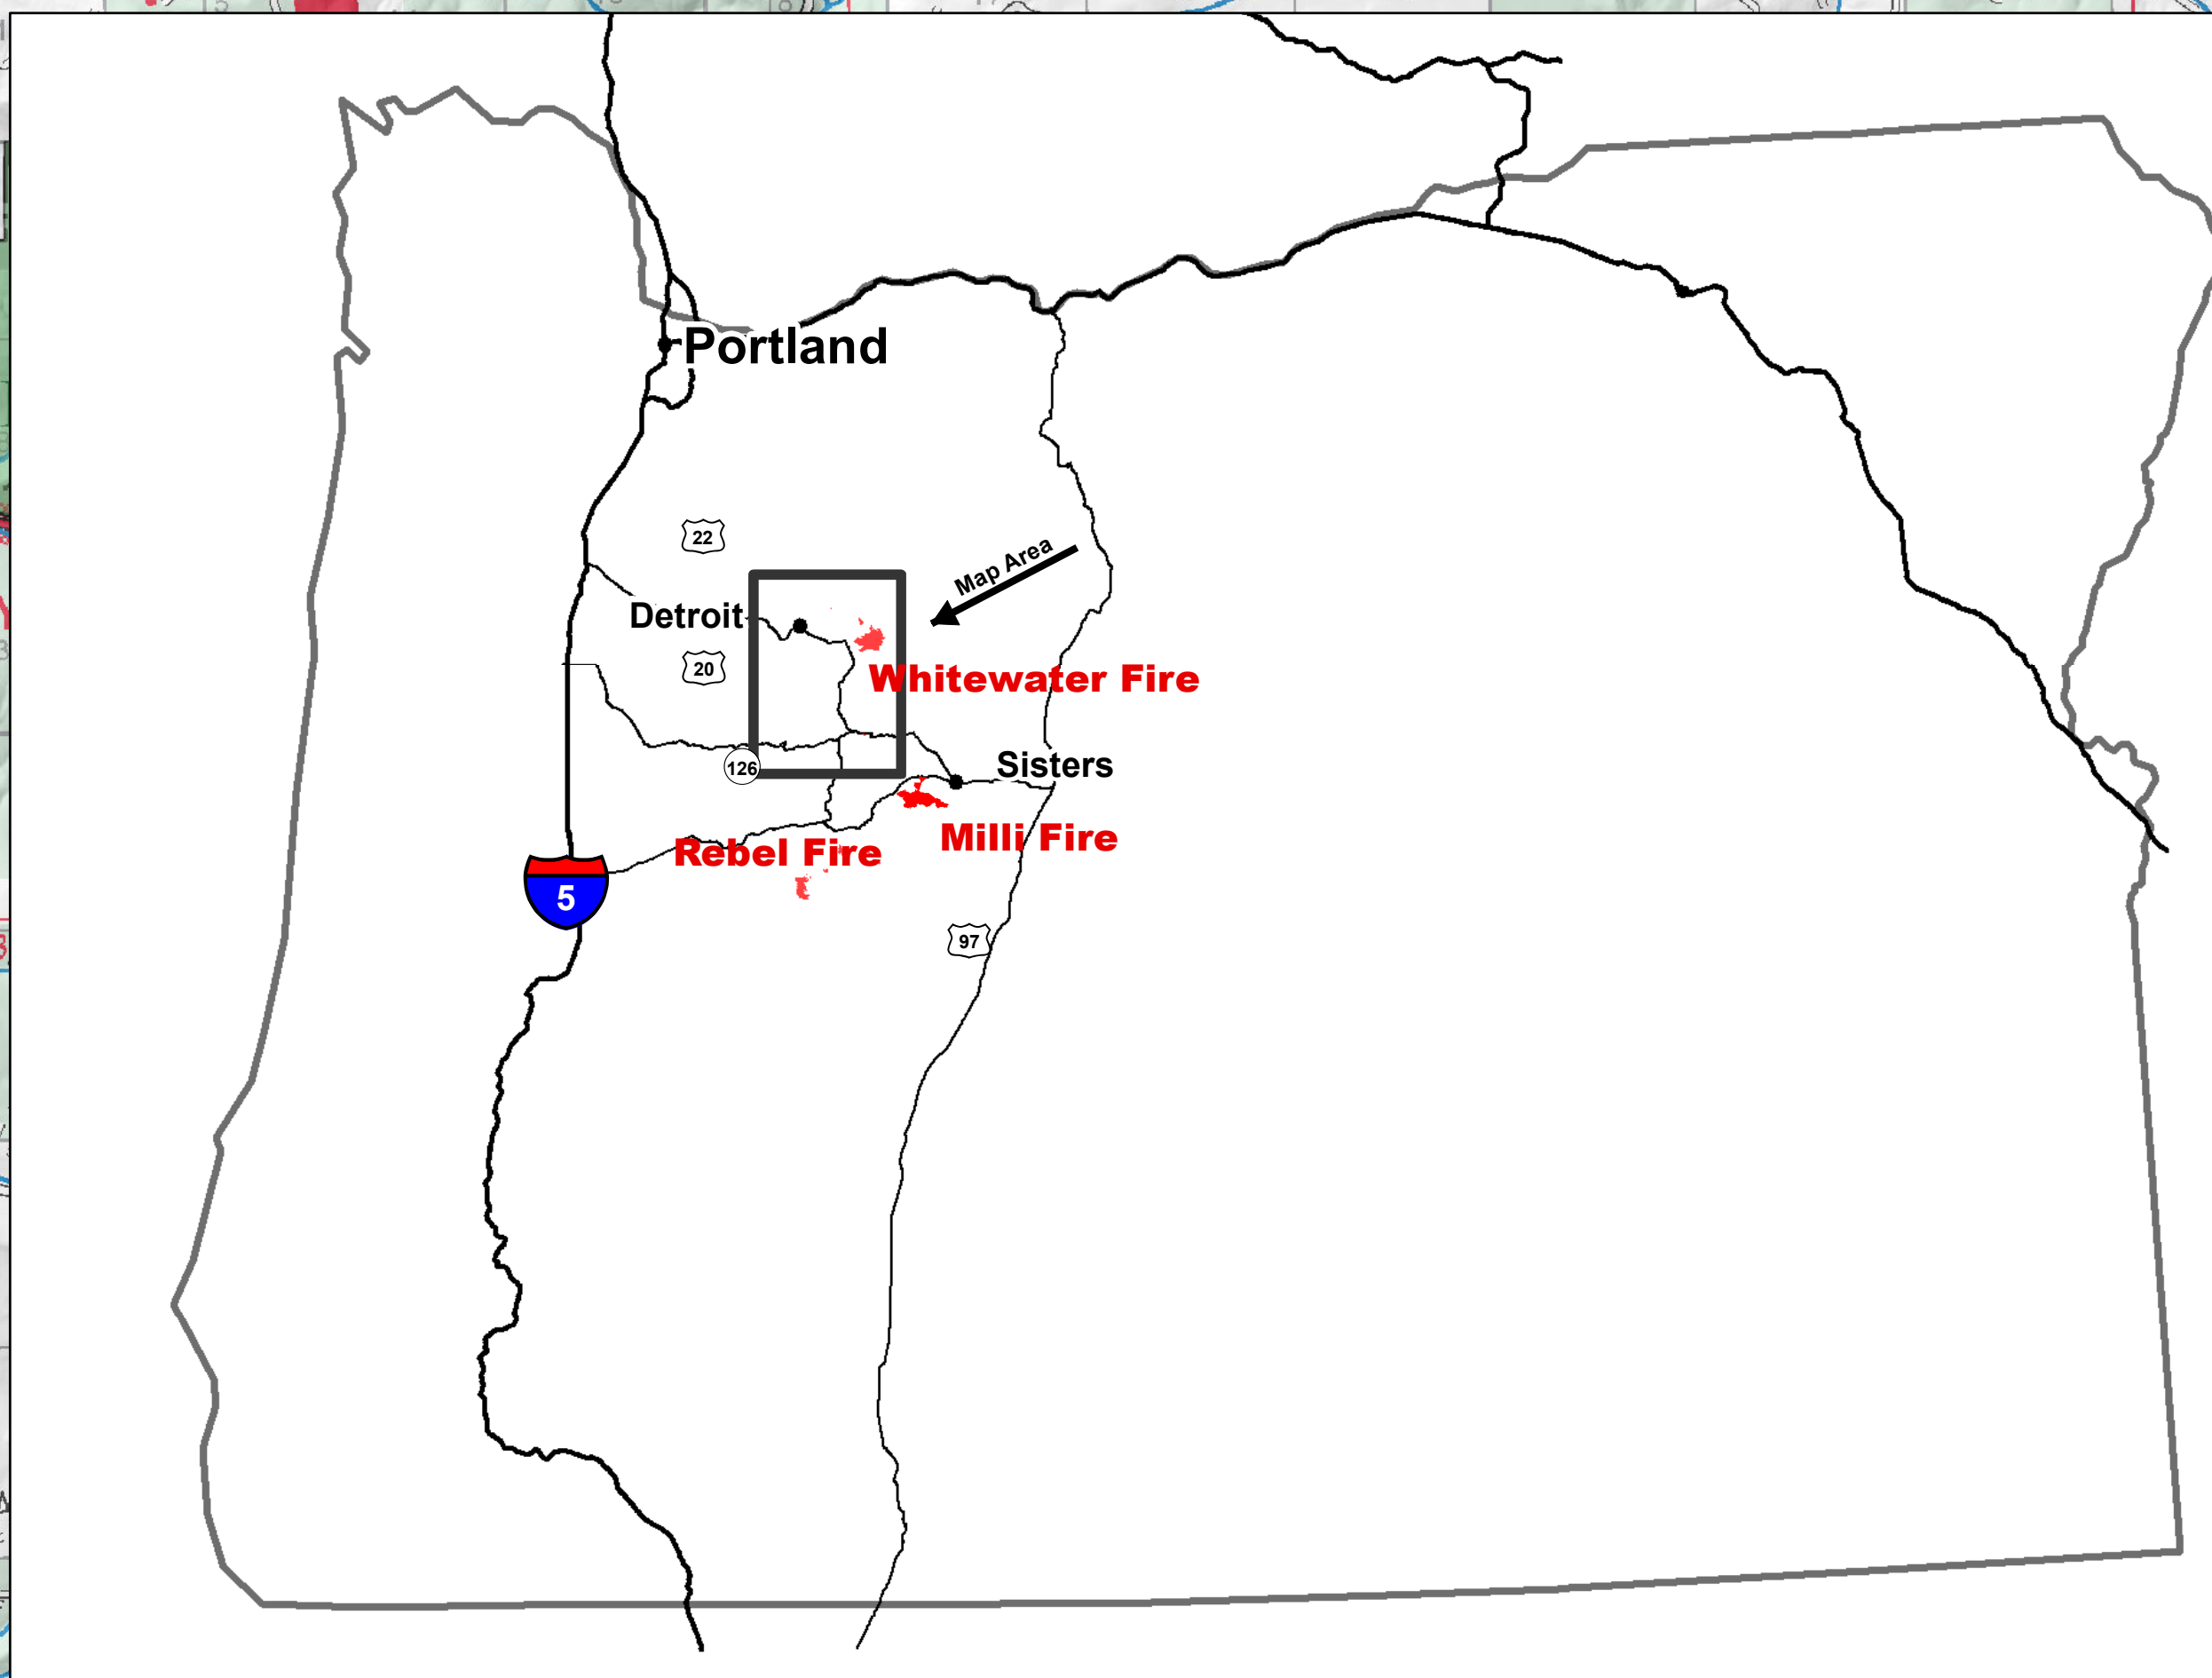 Portland
22
Map Area
Detroit
20
Whitewater Fire
126
Sisters
Milli Fire
Rebel Fire
5
97